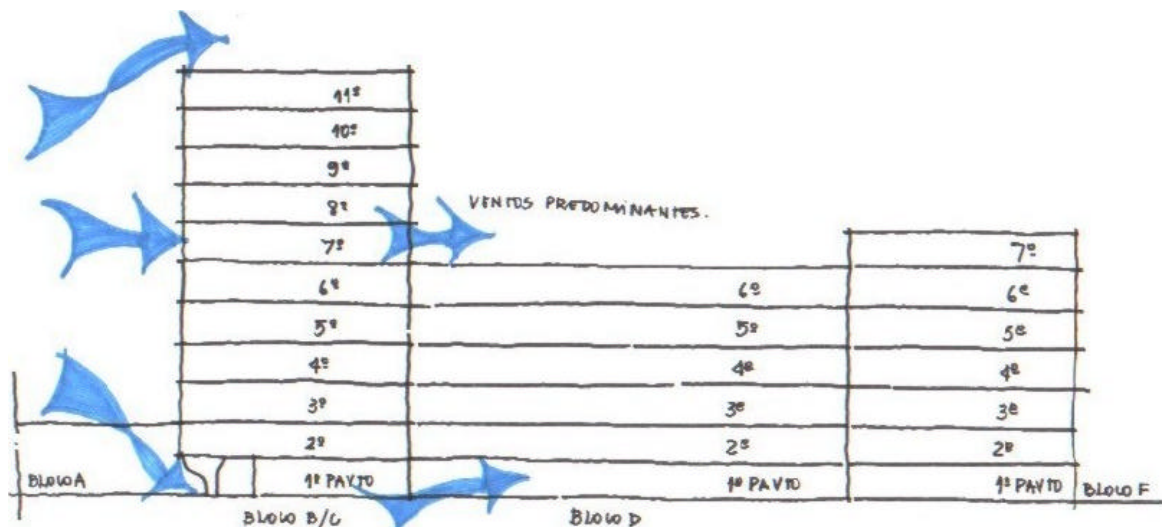 11º
10º
9º
8º
VENTOS PREDOMINANTES.
7º
7º
6º
6º
6º
5º
5º
5º
4º
4º
4º
3º
3º
3º
2º
2º
2º
BLOCO A
1º PAVTO
1º PAVTO
1º PAVTO
BLOCO F
BLOCO B/C
BLOCO D